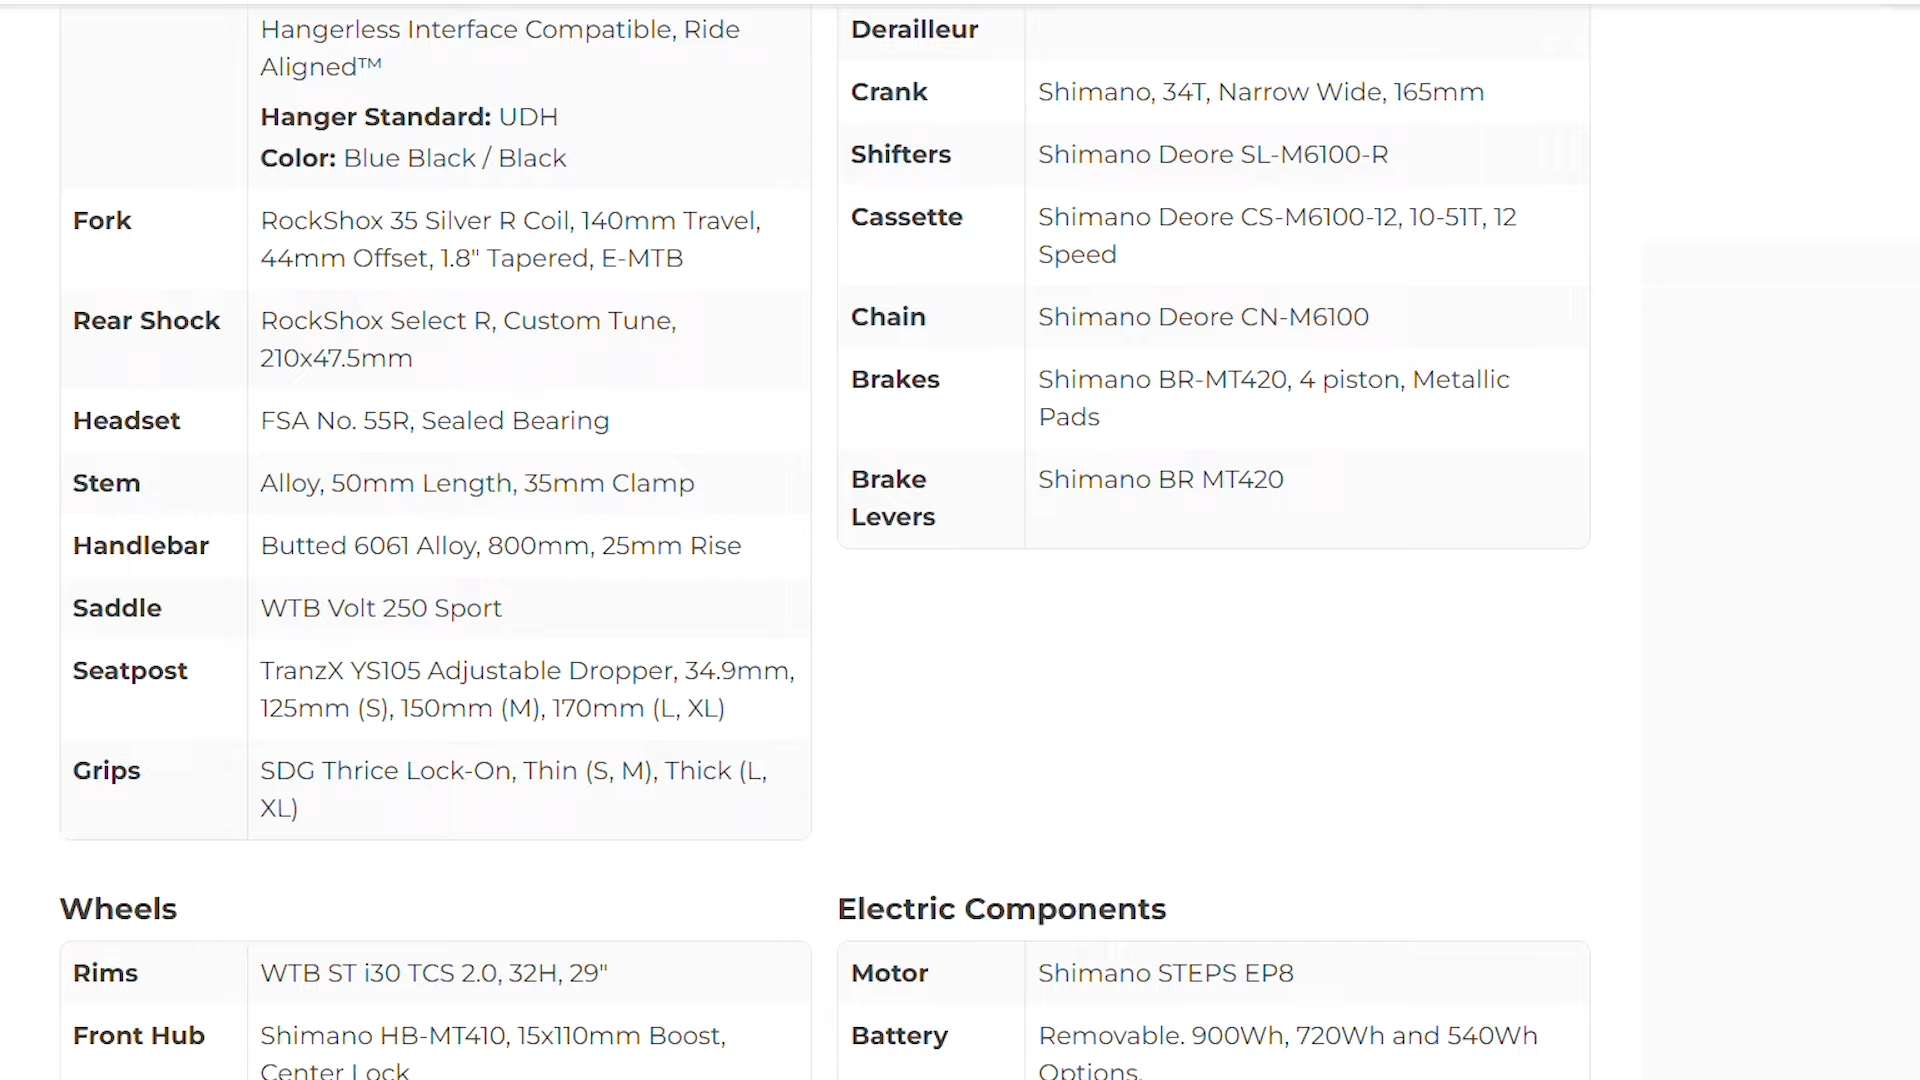 Hangerless Interface Compatible, Ride
Aligned™
Hanger Standard: UDH
Color: Blue Black / Black
Fork RockShox 35 Silver R Coil, 140mm Travel,
44mm Offset, 1.8" Tapered, E-MTB
Rear Shock RockShox Select R, Custom Tune,
210x47.5mm
Headset FSA No. 55R, Sealed Bearing
Stem Alloy, 50mm Length, 35mm Clamp
Handlebar Butted 6061 Alloy, 800mm, 25mm Rise
Saddle WTB Volt 250 Sport
Seatpost TranzX YS105 Adjustable Dropper, 34.9mm,
125mm (S), 150mm (M), 170mm (L, XL)
Grips SDG Thrice Lock-On, Thin (S, M), Thick (L,
XL)
Derailleur
Crank Shimano, 34T, Narrow Wide, 165mm
Shifters Shimano Deore SL-M6100-R
Cassette Shimano Deore CS-M6100-12, 10-51T, 12
Speed
Chain Shimano Deore CN-M6100
Brakes Shimano BR-MT420, 4 piston, Metallic
Pads
Brake Shimano BR MT420
Levers
Wheels
Rims WTB ST i30 TCS 2.0, 32H, 29"
Front Hub Shimano HB-MT410, 15x110mm Boost,
Center Lock
Electric Components
Motor Shimano STEPS EP8
Battery Removable. 900Wh, 720Wh and 540Wh
Options.